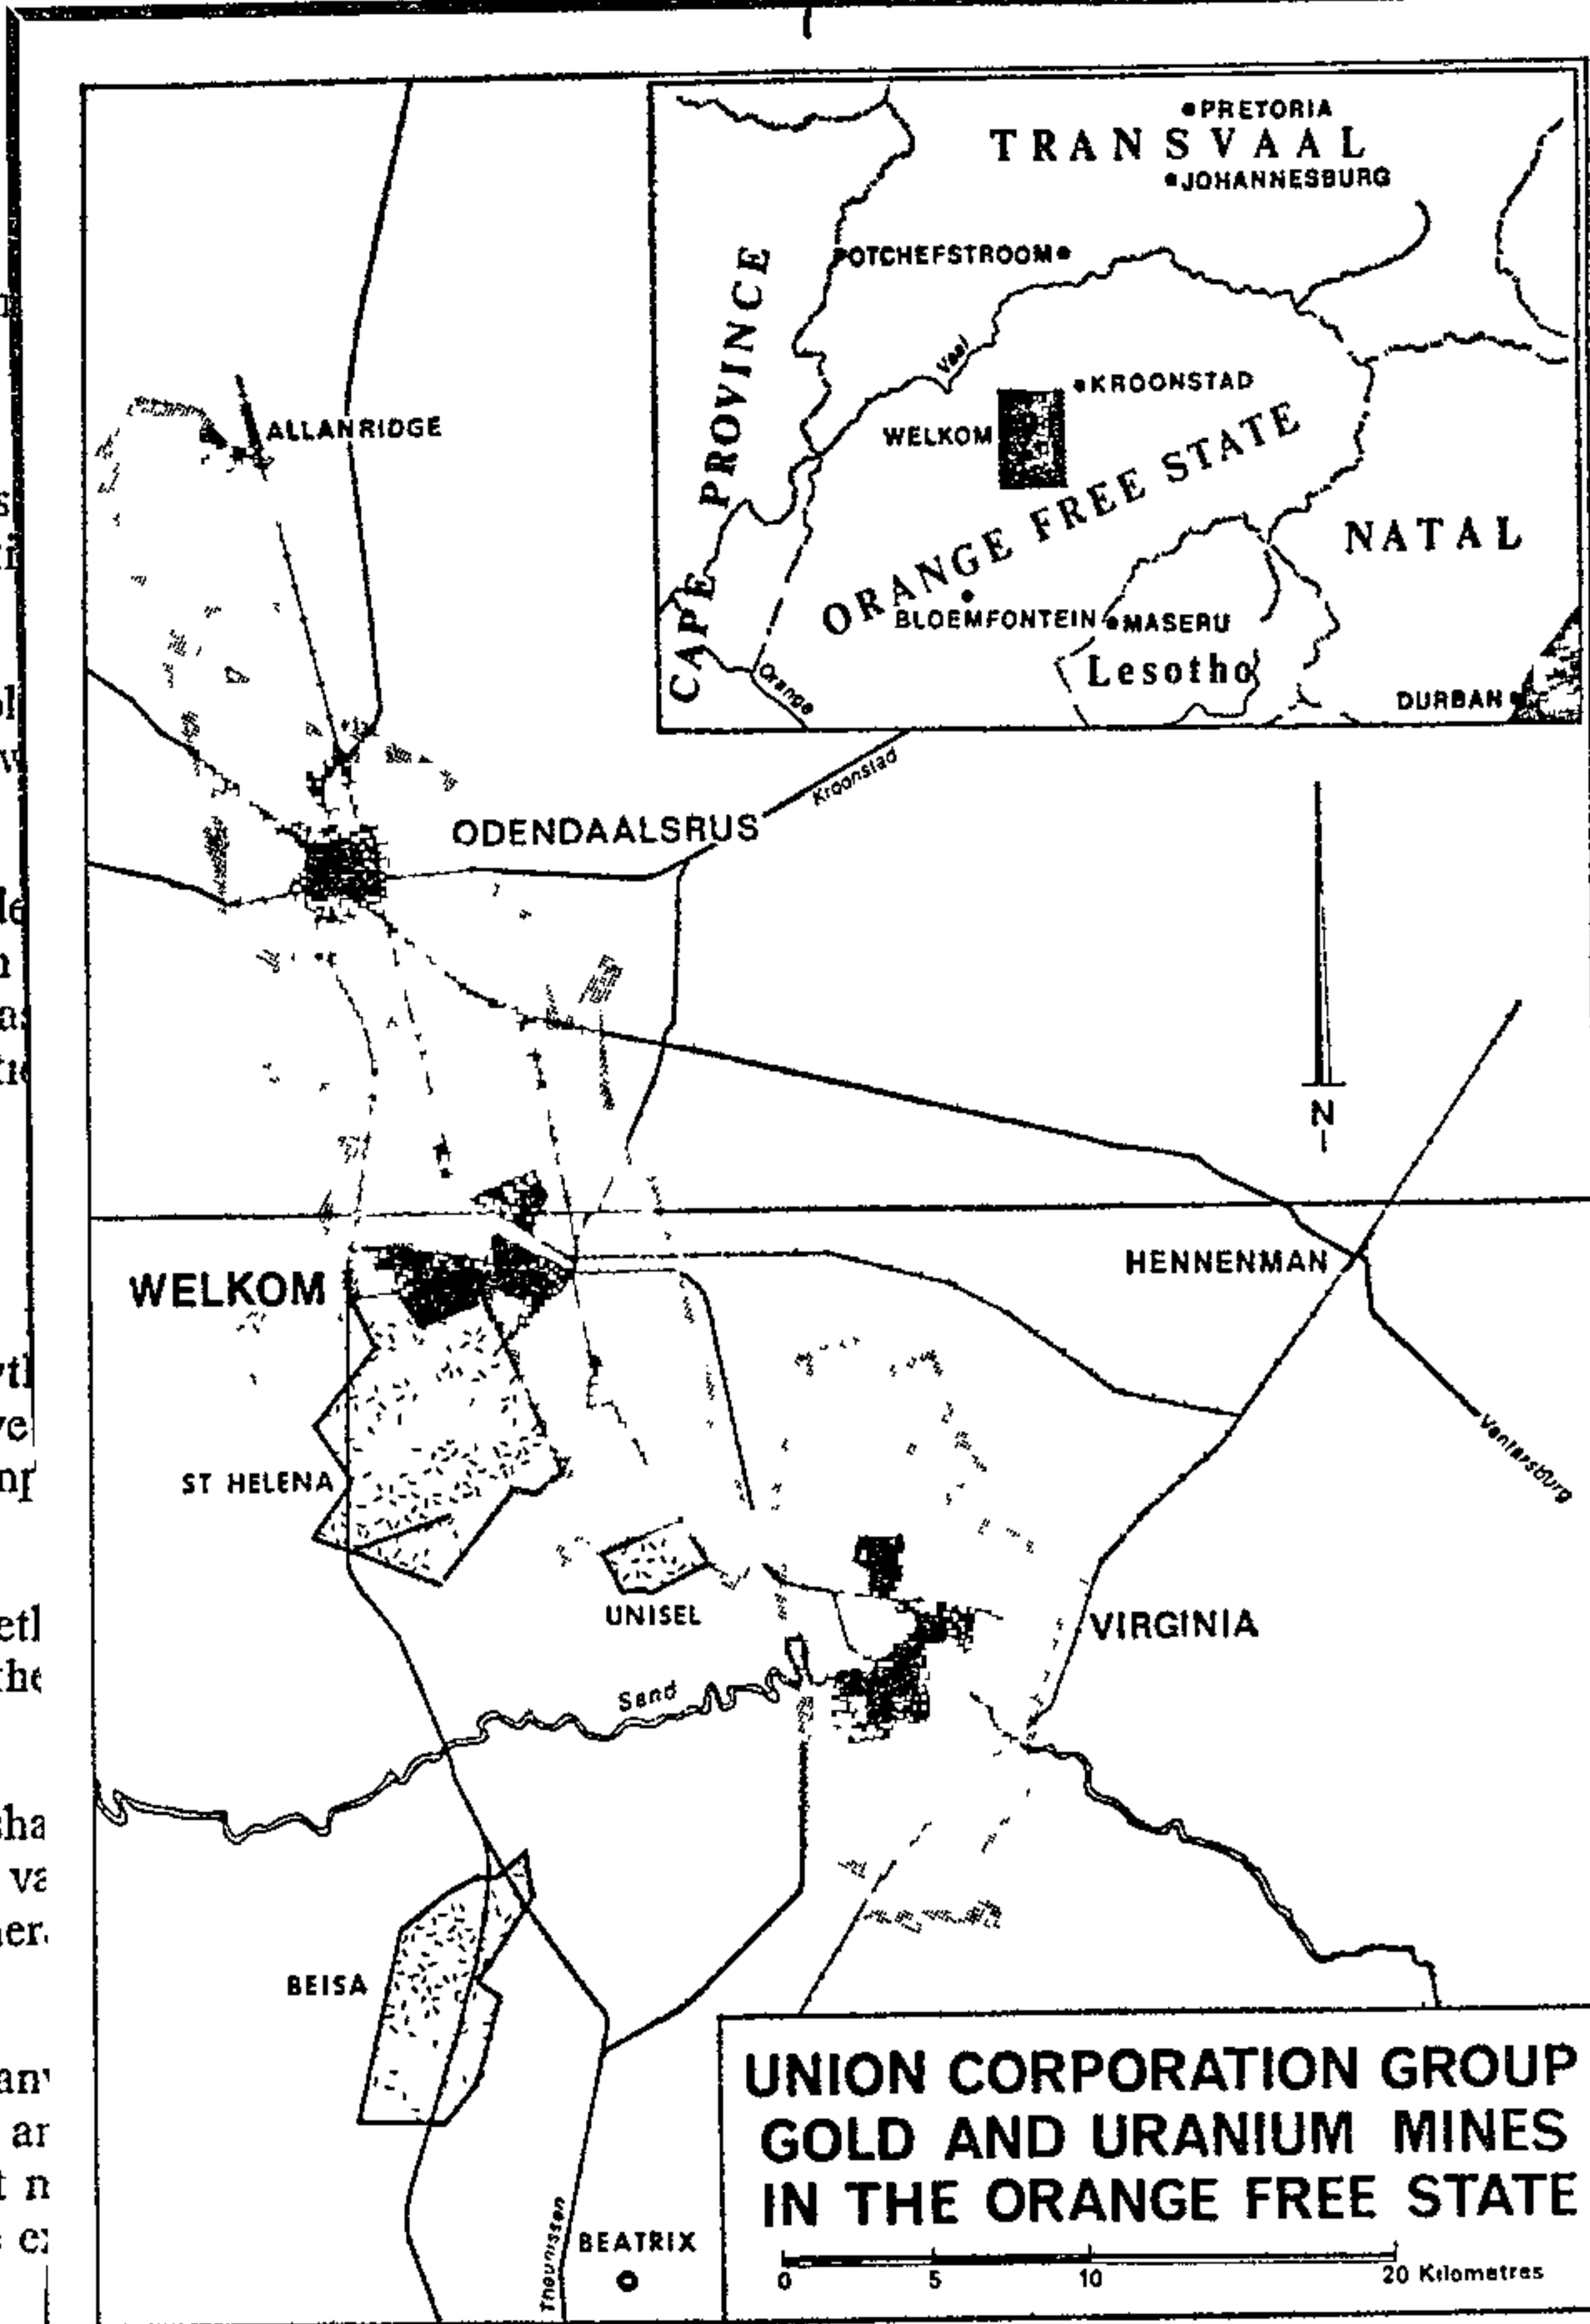 PRETORIA
TRANSVAAL
JOHANNESBURG
POTCHEFSTROOM
CAPE PROVINCE
Vaal
KROONSTAD
WELKOM
ORANGE FREE STATE
NATAL
BLOEMFONTEIN
MASERU
Lesotho
Orange
DURBAN
ALLANRIDGE
Kroonstad
ODENDAALSRUS
N
HENNENMAN
WELKOM
Ventersburg
ST HELENA
UNISEL
VIRGINIA
Sand
BEISA
Theunissen
BEATRIX
UNION CORPORATION GROUP
GOLD AND URANIUM MINES
IN THE ORANGE FREE STATE
0 5 10 20 Kilometres